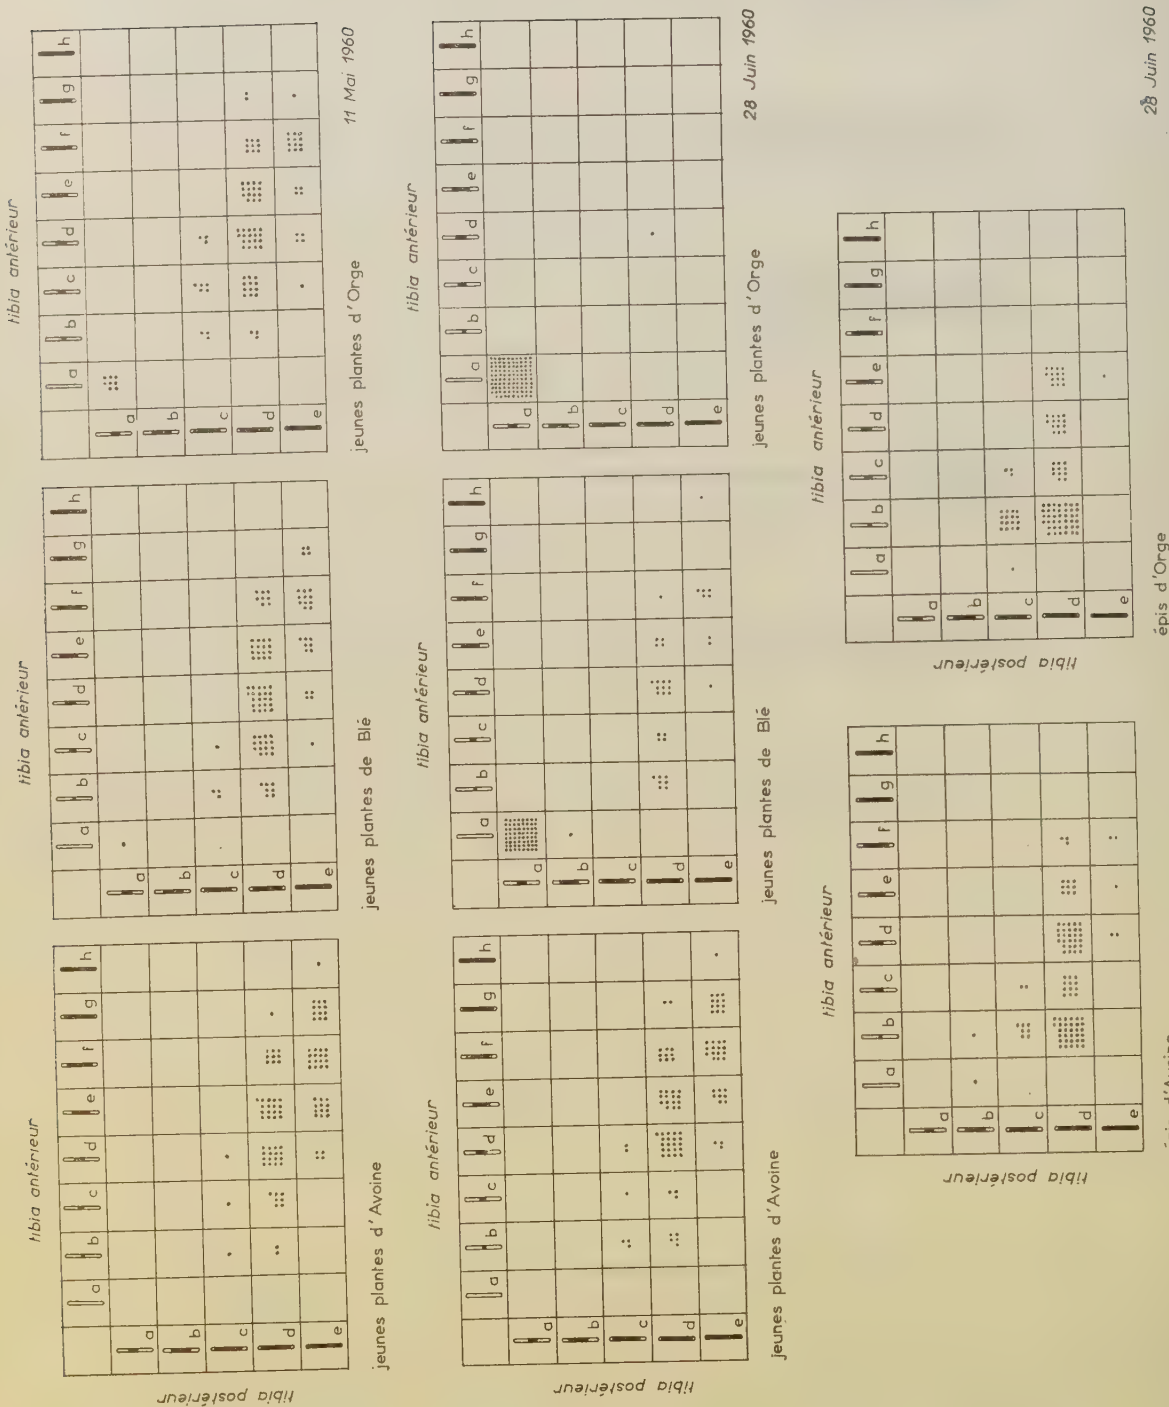 tibia antérieur
a b c d e f g h
tibia postérieur
a
b
c
d
e
jeunes plantes d'Avoine
tibia antérieur
a b c d e f g h
a
b
c
d
e
jeunes plantes de Blé
tibia antérieur
a b c d e f g h
a
b
c
d
e
jeunes plantes d'Orge
11 Mai 1960
tibia antérieur
a b c d e f g h
tibia postérieur
a
b
c
d
e
jeunes plantes d'Avoine
tibia antérieur
a b c d e f g h
a
b
c
d
e
jeunes plantes de Blé
tibia antérieur
a b c d e f g h
a
b
c
d
e
jeunes plantes d'Orge
28 Juin 1960
tibia antérieur
a b c d e f g h
tibia postérieur
a
b
c
d
e
d'Avoine
tibia antérieur
a b c d e f g h
tibia postérieur
a
b
c
d
e
épis d'Orge
28 Juin 1960